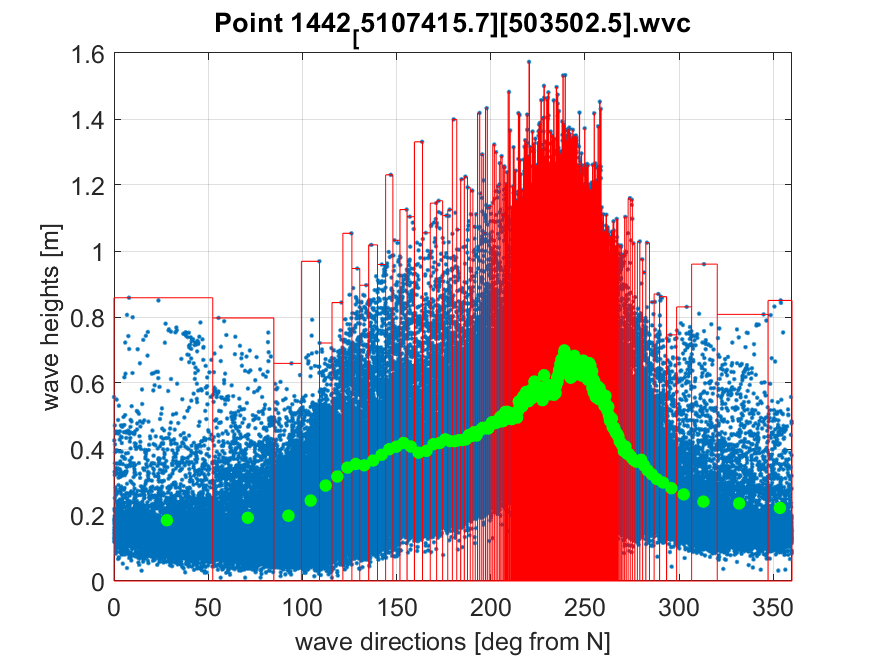 Point 1442[5107415.7][503502.5].wvc
1.6
1.4
1.2
1
0.8
0.6
0.4
0.2
0
wave heights [m]
0 50 100 150 200 250 300 350
wave directions [deg from N]